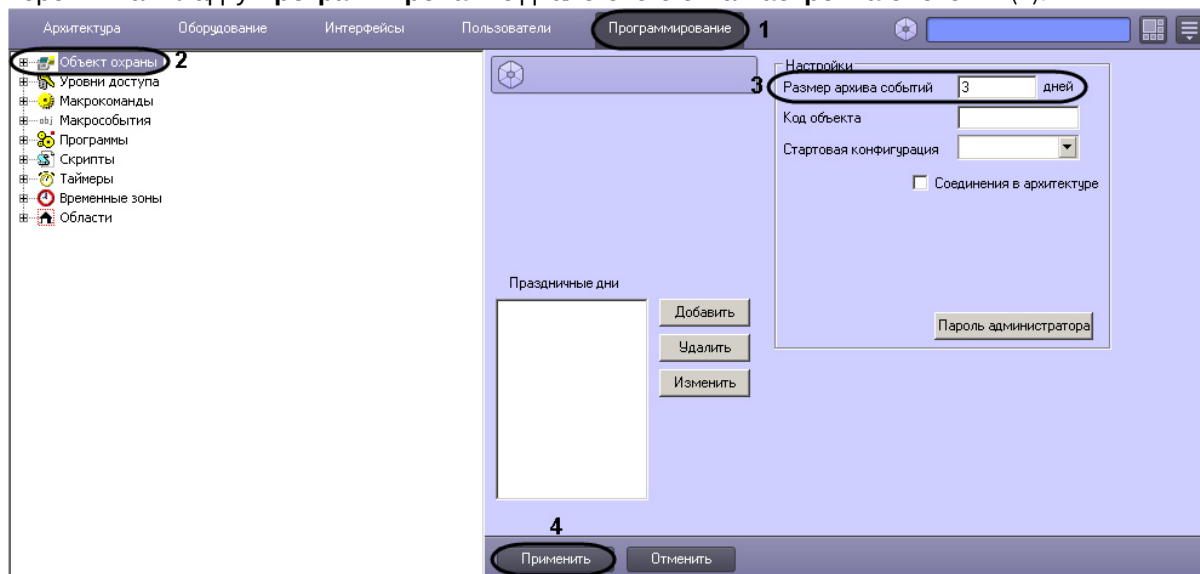 Архитектура Оборудование Интерфейсы Пользователи Программирование 1
Объект охраны 2
Уровни доступа
Макрокоманды
obj Макрособытия
Программы
Скрипты
Таймеры
Временные зоны
Области
Настройки
3 Размер архива событий 3 дней
Код объекта
Стартовая конфигурация
Соединения в архитектуре
Пароль администратора
Праздничные дни
Добавить
Удалить
Изменить
4
Применить Отменить